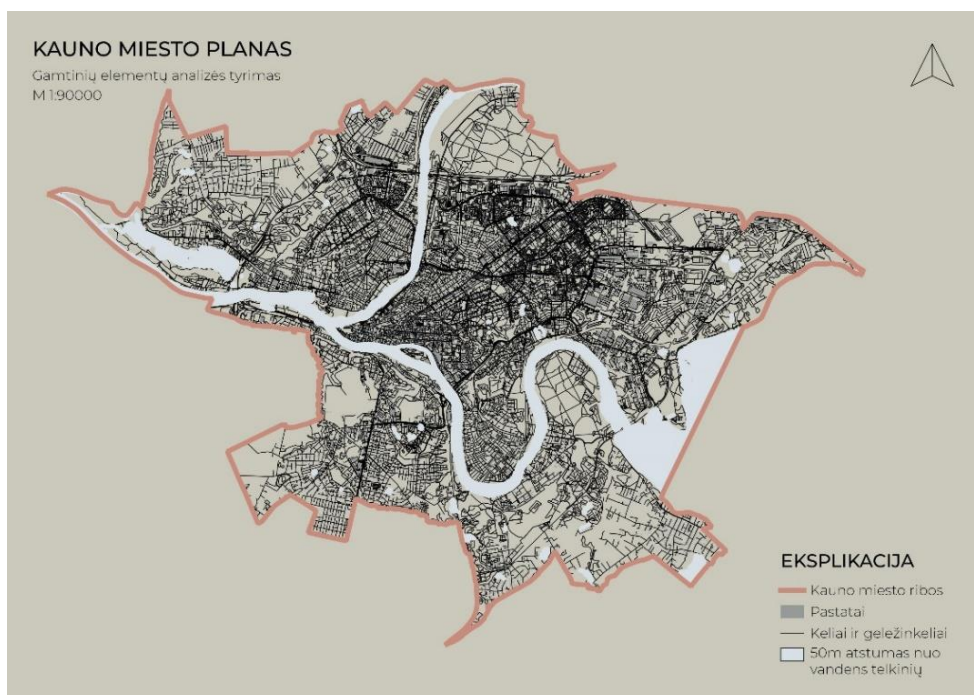 KAUNO MIESTO PLANAS
Gamtinių elementų analizės tyrimas
M 1:90000
EKSPLIKACIJA
Kauno miesto ribos
Pastatai
Keliai ir geležinkeliai
50m atstumas nuo
vandens telkinių